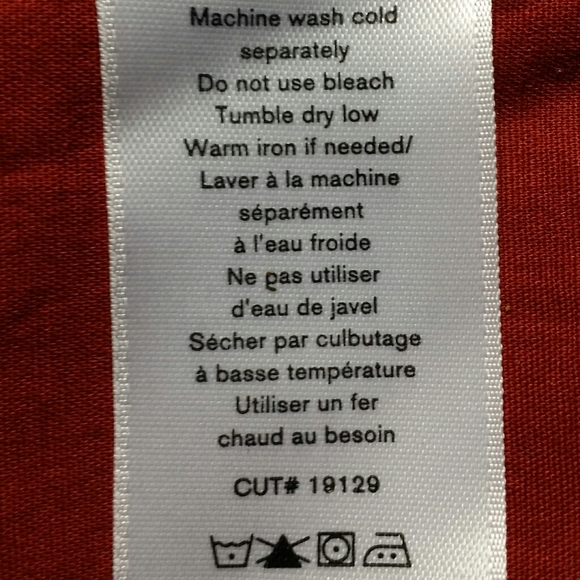 Machine wash cold
separately
Do not use bleach
Tumble dry low
Warm iron if needed/
Laver à la machine
séparément
à l'eau froide
Ne pas utiliser
d'eau de javel
Sécher par culbutage
à basse température
Utiliser un fer
chaud au besoin
CUT# 19129